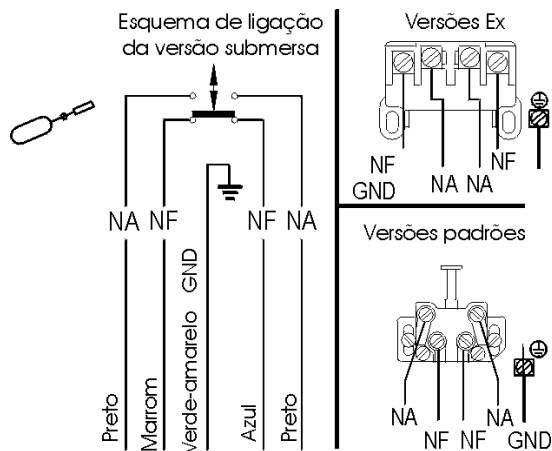 Esquema de ligação
da versão submersa
NA NF GND NF NA
Preto
Marrom
Verde-amarelo
Azul
Preto
Versões Ex
NF NA NA NF
GND
Versões padrões
NA NF NF NA
GND